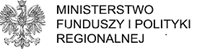 MINISTERSTWO
FUNDUSZY I POLITYKI
REGIONALNEJ